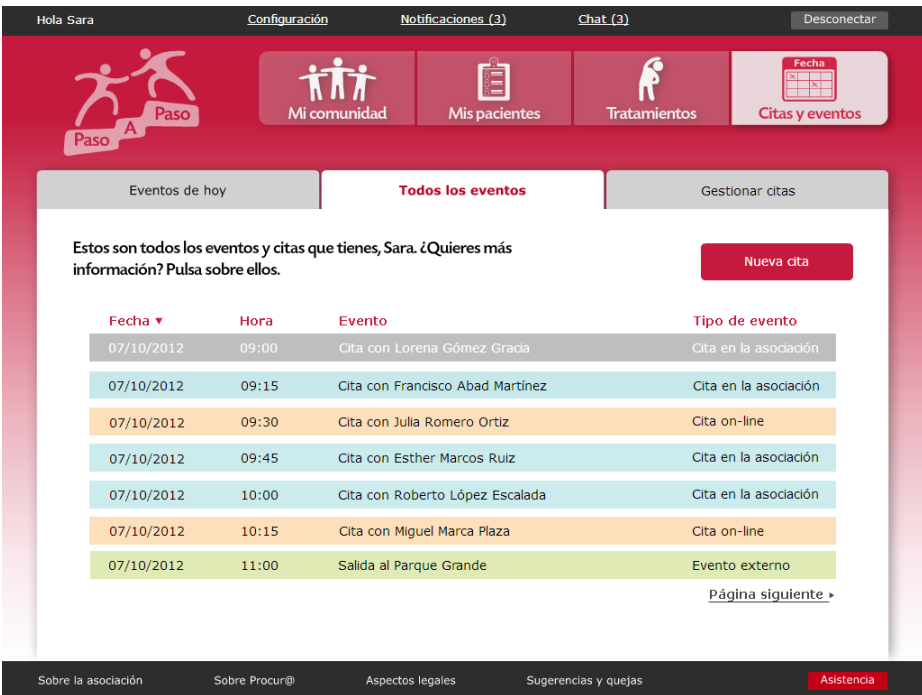 Hola Sara Configuración Notificaciones (3) Chat (3) Desconectar
Paso A Paso
Mi comunidad Mis pacientes Tratamientos Fecha Citas y eventos
Eventos de hoy Todos los eventos Gestionar citas
Estos son todos los eventos y citas que tienes, Sara. ¿Quieres más
información? Pulsa sobre ellos.
Nueva cita
Fecha ▼ Hora Evento Tipo de evento
07/10/2012 09:00 Cita con Lorena Gómez Gracia Cita en la asociación
07/10/2012 09:15 Cita con Francisco Abad Martínez Cita en la asociación
07/10/2012 09:30 Cita con Julia Romero Ortiz Cita on-line
07/10/2012 09:45 Cita con Esther Marcos Ruiz Cita en la asociación
07/10/2012 10:00 Cita con Roberto López Escalada Cita en la asociación
07/10/2012 10:15 Cita con Miguel Marca Plaza Cita on-line
07/10/2012 11:00 Salida al Parque Grande Evento externo
Página siguiente ▸
Sobre la asociación Sobre Procur@ Aspectos legales Sugerencias y quejas Asistencia